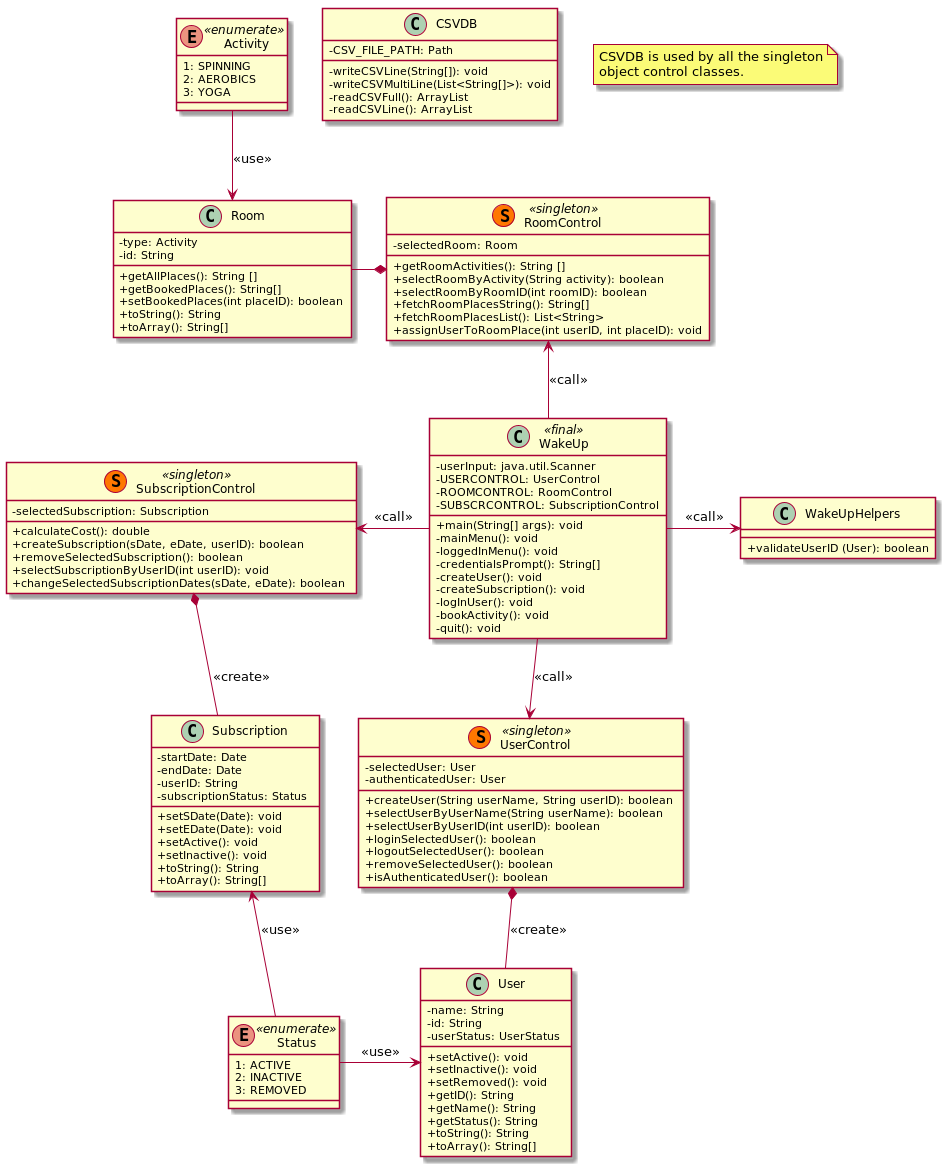 E
«enumerate»
Activity
1: SPINNING
2: AEROBICS
3: YOGA
C
CSVDB
-CSV_FILE_PATH: Path
-writeCSVLine(String[]): void
-writeCSVMultiLine(List<String[]>): void
-readCSVFull(): ArrayList
-readCSVLine(): ArrayList
CSVDB is used by all the singleton
object control classes.
«use»
C
Room
-type: Activity
-id: String
+getAllPlaces(): String []
+getBookedPlaces(): String[]
+setBookedPlaces(int placeID): boolean
+toString(): String
+toArray(): String[]
S
«singleton»
RoomControl
-selectedRoom: Room
+getRoomActivities(): String []
+selectRoomByActivity(String activity): boolean
+selectRoomByRoomID(int roomID): boolean
+fetchRoomPlacesString(): String[]
+fetchRoomPlacesList(): List<String>
+assignUserToRoomPlace(int userID, int placeID): void
«call»
S
«singleton»
SubscriptionControl
-selectedSubscription: Subscription
+calculateCost(): double
+createSubscription(sDate, eDate, userID): boolean
+removeSelectedSubscription(): boolean
+selectSubscriptionByUserID(int userID): void
+changeSelectedSubscriptionDates(sDate, eDate): boolean
«call»
C
«final»
WakeUp
-userInput: java.util.Scanner
-USERCONTROL: UserControl
-ROOMCONTROL: RoomControl
-SUBSCRCONTROL: SubscriptionControl
+main(String[] args): void
-mainMenu(): void
-loggedInMenu(): void
-credentialsPrompt(): String[]
-createUser(): void
-createSubscription(): void
-logInUser(): void
-bookActivity(): void
-quit(): void
«call»
C
WakeUpHelpers
+validateUserID (User): boolean
«create»
«call»
C
Subscription
-startDate: Date
-endDate: Date
-userID: String
-subscriptionStatus: Status
+setSDate(Date): void
+setEDate(Date): void
+setActive(): void
+setInactive(): void
+toString(): String
+toArray(): String[]
S
«singleton»
UserControl
-selectedUser: User
-authenticatedUser: User
+createUser(String userName, String userID): boolean
+selectUserByUserName(String userName): boolean
+selectUserByUserID(int userID): boolean
+loginSelectedUser(): boolean
+logoutSelectedUser(): boolean
+removeSelectedUser(): boolean
+isAuthenticatedUser(): boolean
«use»
«create»
E
«enumerate»
Status
1: ACTIVE
2: INACTIVE
3: REMOVED
«use»
C
User
-name: String
-id: String
-userStatus: UserStatus
+setActive(): void
+setInactive(): void
+setRemoved(): void
+getID(): String
+getName(): String
+getStatus(): String
+toString(): String
+toArray(): String[]